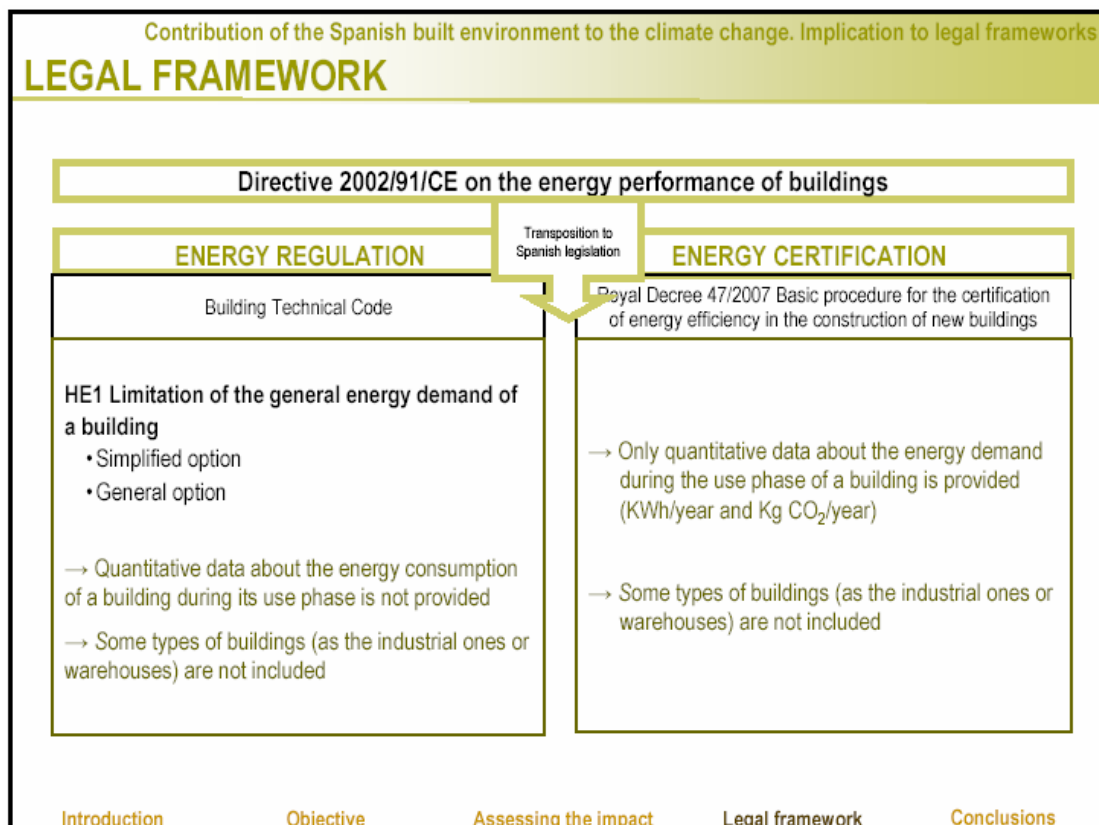 Contribution of the Spanish built environment to the climate change. Implication to legal frameworks
LEGAL FRAMEWORK
Directive 2002/91/CE on the energy performance of buildings
Transposition to
Spanish legislation
ENERGY REGULATION
Building Technical Code
HE1 Limitation of the general energy demand of
a building
• Simplified option
• General option
→ Quantitative data about the energy consumption
of a building during its use phase is not provided
→ Some types of buildings (as the industrial ones or
warehouses) are not included
ENERGY CERTIFICATION
Royal Decree 47/2007 Basic procedure for the certification
of energy efficiency in the construction of new buildings
→ Only quantitative data about the energy demand
during the use phase of a building is provided
(KWh/year and Kg CO₂/year)
→ Some types of buildings (as the industrial ones or
warehouses) are not included
Introduction Objective Assessing the impact Legal framework Conclusions